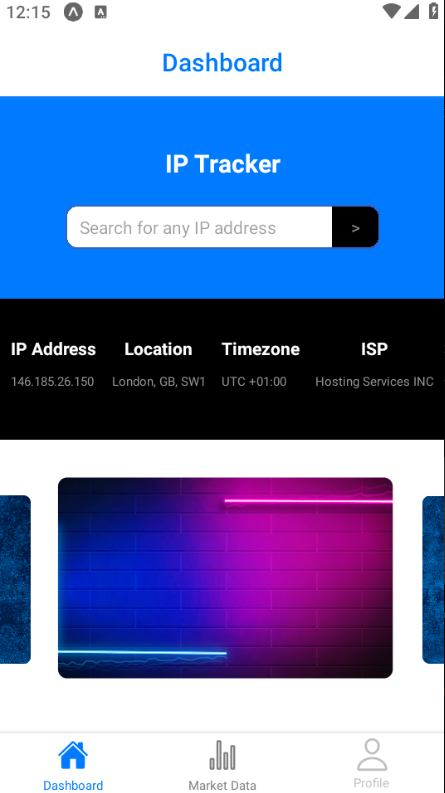 12:15
Dashboard
IP Tracker
Search for any IP address >
IP Address Location Timezone ISP
146.185.26.150 London, GB, SW1 UTC +01:00 Hosting Services INC
Dashboard Market Data Profile